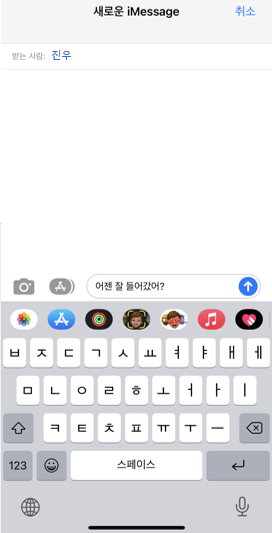 새로운 iMessage 취소
받는 사람: 진우
어젠 잘 들어갔어?
ㅂ ㅈ ㄷ ㄱ ㅅ ㅛ ㅕ ㅑ ㅐ ㅔ
ㅁ ㄴ ㅇ ㄹ ㅎ ㅗ ㅓ ㅏ ㅣ
ㅋ ㅌ ㅊ ㅍ ㅠ ㅜ ㅡ
123 스페이스